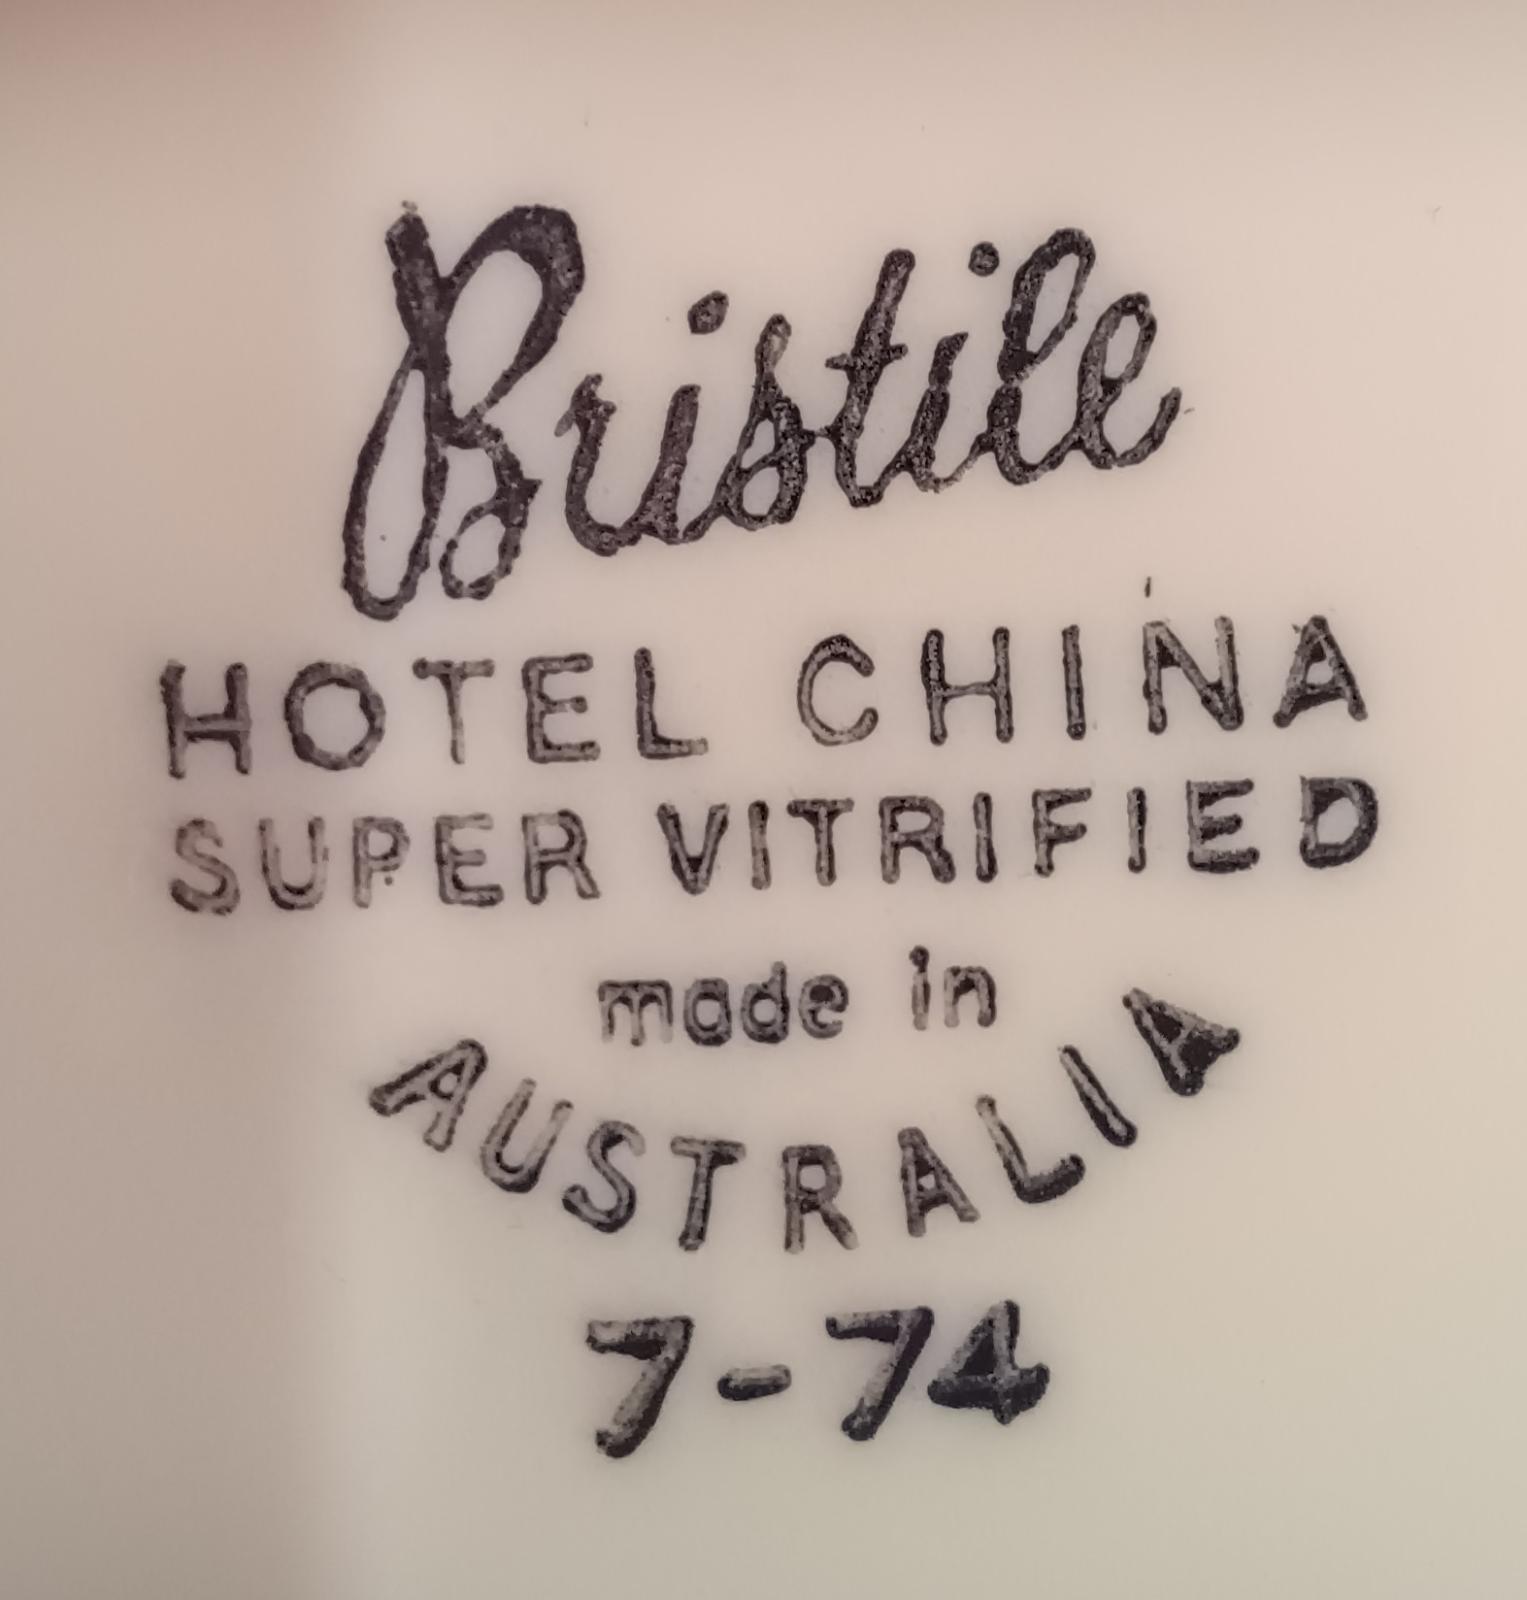 Bristile
HOTEL CHINA
SUPER VITRIFIED
made in
AUSTRALIA
7-74